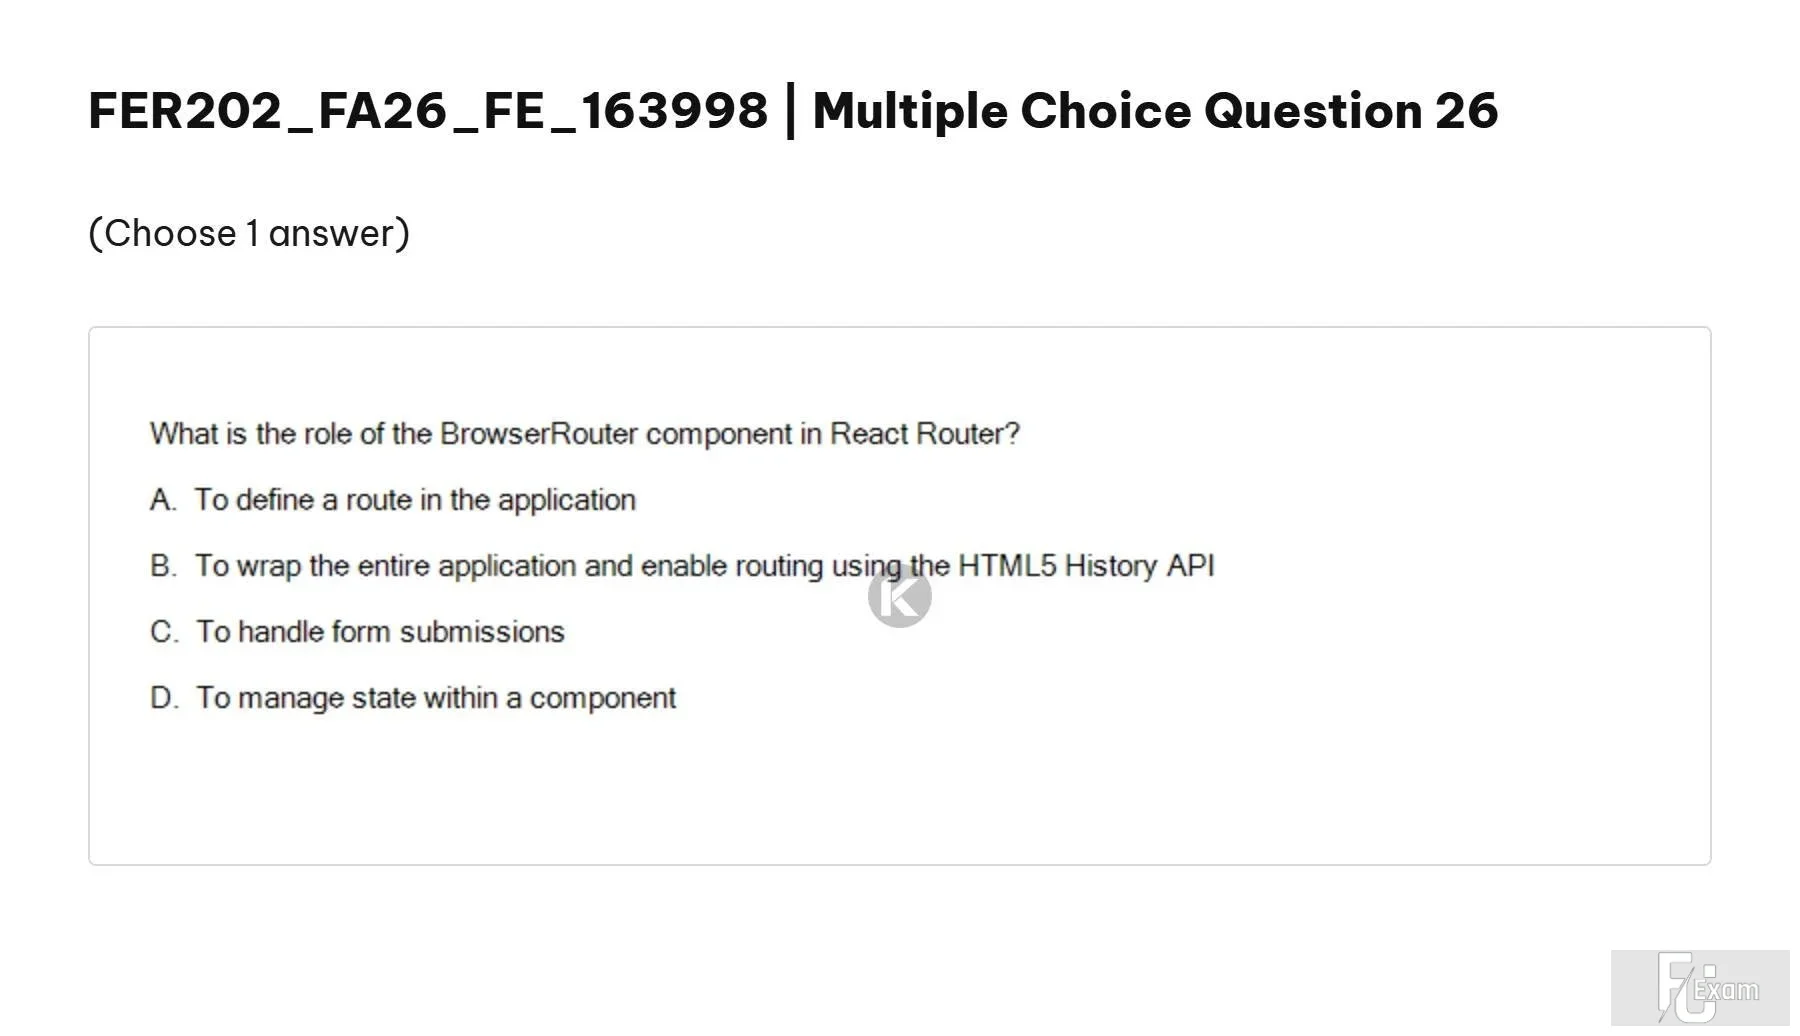 FER202_FA26_FE_163998 | Multiple Choice Question 26
(Choose 1 answer)
What is the role of the BrowserRouter component in React Router?
A. To define a route in the application
B. To wrap the entire application and enable routing using the HTML5 History API
C. To handle form submissions
D. To manage state within a component
K
FU Exam